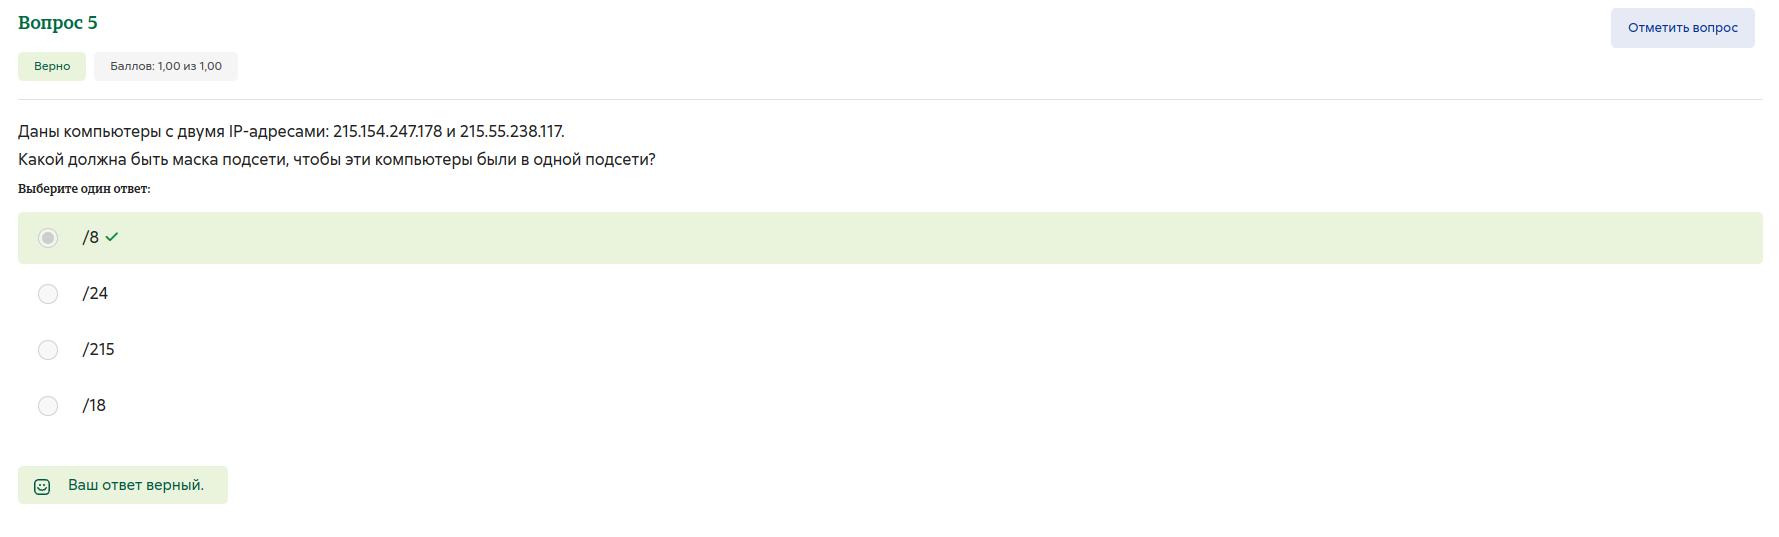 Вопрос 5
Отметить вопрос
Верно
Баллов: 1,00 из 1,00
Даны компьютеры с двумя IP-адресами: 215.154.247.178 и 215.55.238.117.
Какой должна быть маска подсети, чтобы эти компьютеры были в одной подсети?
Выберите один ответ:
/8
/24
/215
/18
Ваш ответ верный.